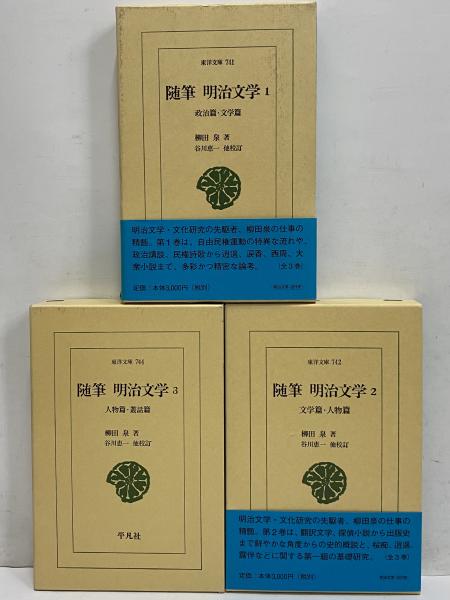 東洋文庫 741
随筆 明治文学 1
政治篇・文学篇
柳田 泉 著
谷川恵一 他校訂
明治文学・文化研究の先駆者、柳田泉の仕事の
精髄。第1巻は、自由民権運動の特異な流れや、
政治講談、民権詩歌から逍遥、涙香、西周、大
衆小説まで、多彩かつ精密な論考。
〔全3巻〕
定価:本体3,000円(税別)
東洋文庫 744
随筆 明治文学 3
人物篇・叢話篇
柳田 泉 著
谷川恵一 他校訂
平凡社
東洋文庫 742
随筆 明治文学 2
文学篇・人物篇
柳田 泉 著
谷川恵一 他校訂
明治文学・文化研究の先駆者、柳田泉の仕事の
精髄。第2巻は、翻訳文学、探偵小説から出版史
まで鮮やかな角度からの史的概説と、桜痴、逍遥、
露伴などに関する第一級の基礎研究。
〔全3巻〕
定価:本体3,000円(税別)